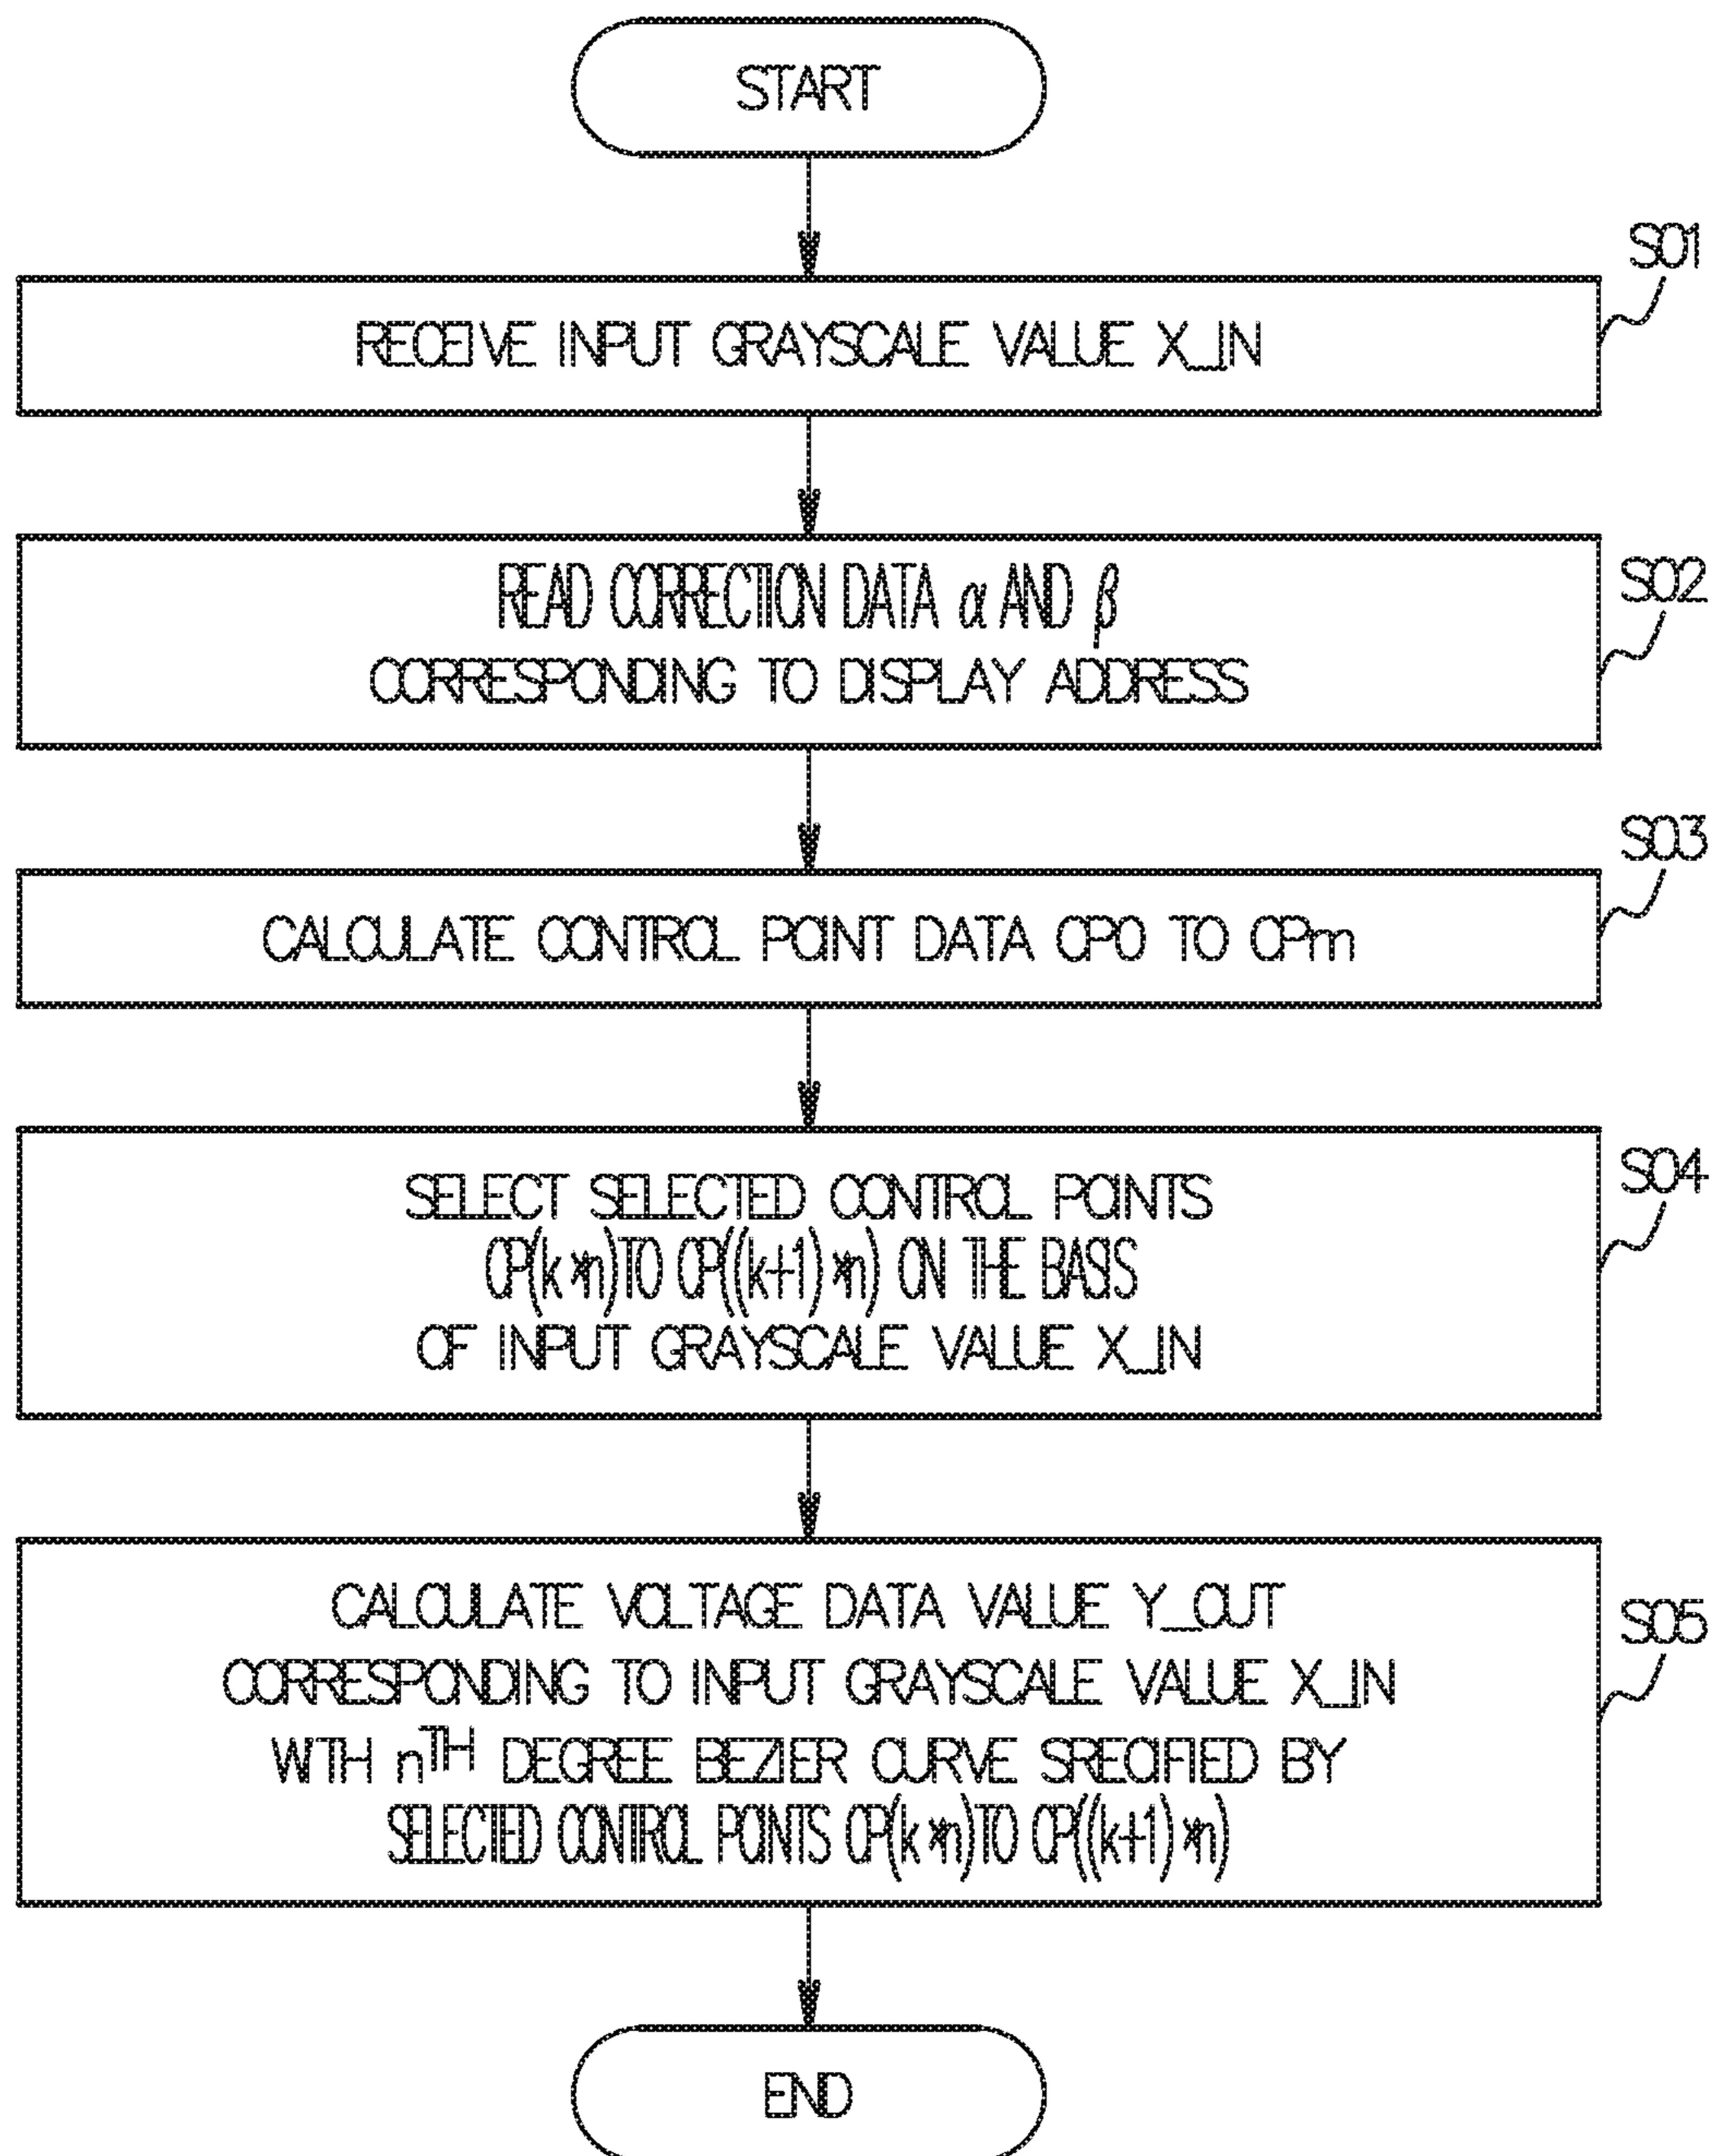 START
S01
RECEIVE INPUT GRAYSCALE VALUE X_IN
S02
READ CORRECTION DATA α AND β
CORRESPONDING TO DISPLAY ADDRESS
S03
CALCULATE CONTROL POINT DATA CP0 TO CPm
S04
SELECT SELECTED CONTROL POINTS
CP(k*n)TO CP((k+1)*n) ON THE BASIS
OF INPUT GRAYSCALE VALUE X_IN
S05
CALCULATE VOLTAGE DATA VALUE Y_OUT
CORRESPONDING TO INPUT GRAYSCALE VALUE X_IN
WITH nTH DEGREE BEZIER CURVE SRECIFIED BY
SELECTED CONTROL POINTS CP(k*n)TO CP((k+1)*n)
END